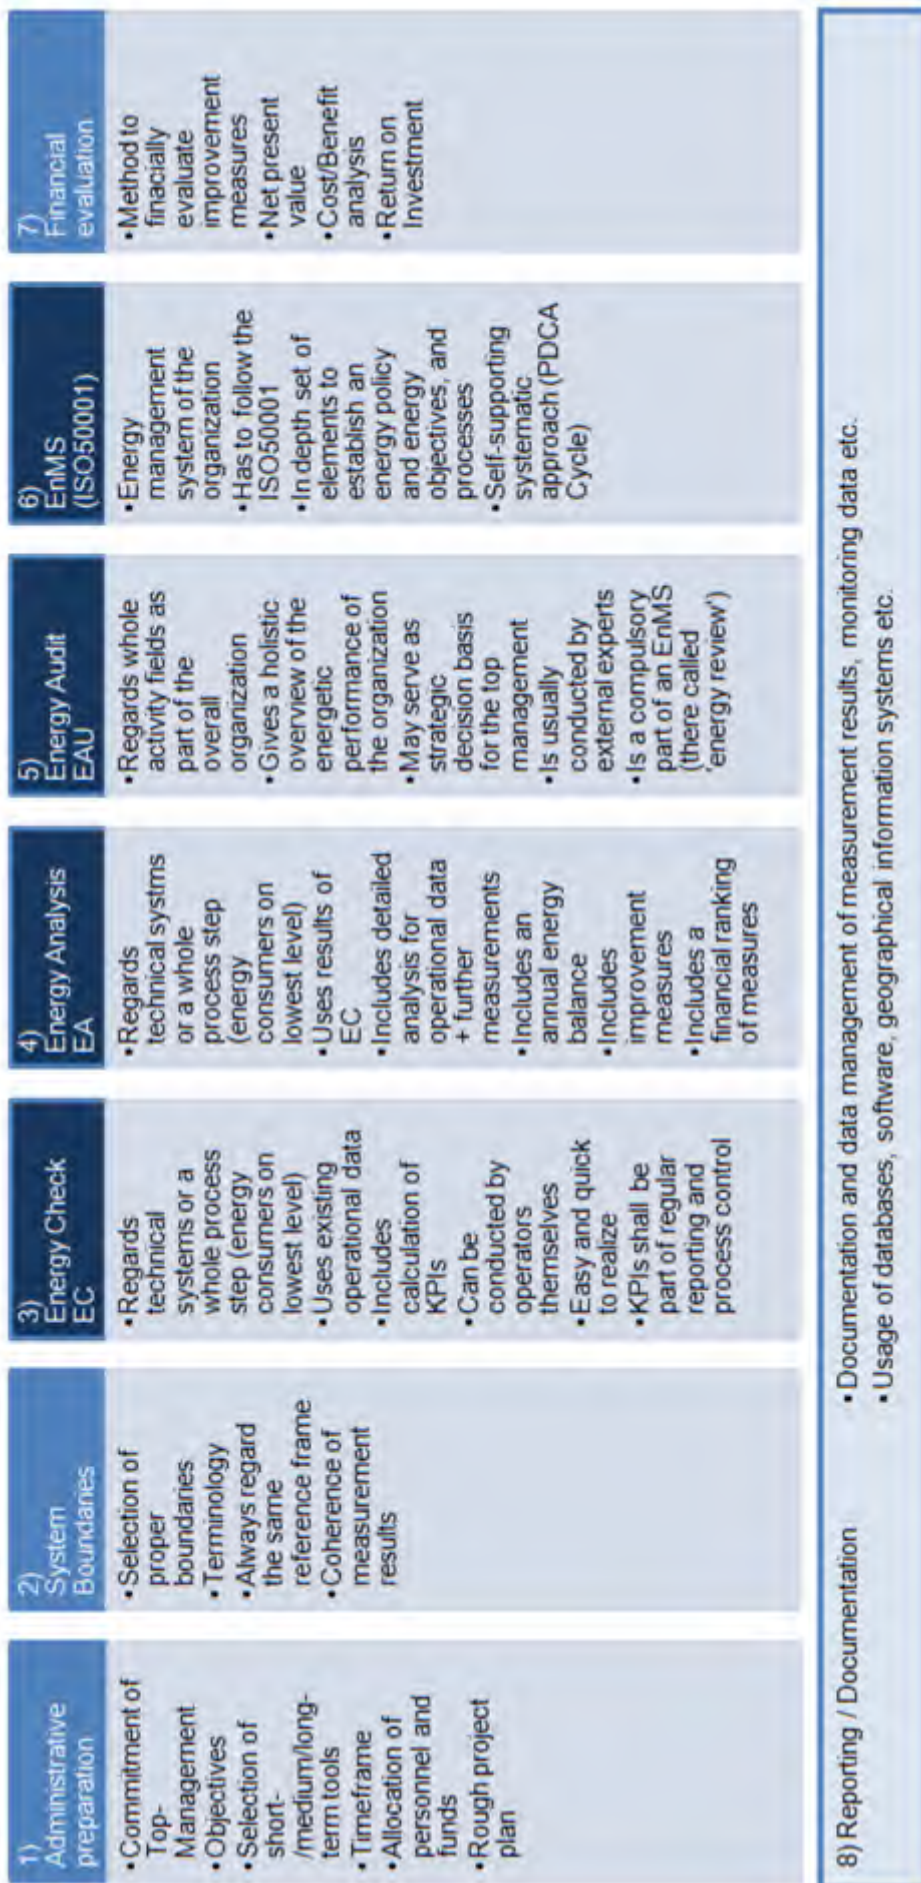 1)
Administrative
preparation
•Commitment of
Top-
Management
•Objectives
•Selection of
short-
/medium/long-
term tools
•Timeframe
•Allocation of
personnel and
funds
•Rough project
plan
2)
System
Boundaries
•Selection of
proper
boundaries
•Terminology
•Always regard
the same
reference frame
•Coherence of
measurement
results
3)
Energy Check
EC
•Regards
technical
systems or a
whole process
step (energy
consumers on
lowest level)
•Uses existing
operational data
•Includes
calculation of
KPIs
•Can be
conducted by
operators
themselves
•Easy and quick
to realize
•KPIs shall be
part of regular
reporting and
process control
4)
Energy Analysis
EA
•Regards
technical systms
or a whole
process step
(energy
consumers on
lowest level)
•Uses results of
EC
•Includes detailed
analysis for
operational data
+ further
measurements
•Includes an
annual energy
balance
•Includes
improvement
measures
•Includes a
financial ranking
of measures
5)
Energy Audit
EAU
•Regards whole
activity fields as
part of the
overall
organization
•Gives a holistic
overview of the
energetic
performance of
the organization
•May serve as
strategic
decision basis
for the top
management
•Is usually
conducted by
external experts
•Is a compulsory
part of an EnMS
(there called
'energy review')
6)
EnMS
(ISO50001)
•Energy
management
system of the
organization
•Has to follow the
ISO50001
•In depth set of
elements to
establish an
energy policy
and energy
objectives, and
processes
•Self-supporting
systematic
approach (PDCA
Cycle)
7)
Financial
evaluation
•Method to
finacially
evaluate
improvement
measures
•Net present
value
•Cost/Benefit
analysis
•Return on
Investment
8) Reporting / Documentation
•Documentation and data management of measurement results, monitoring data etc.
•Usage of databases, software, geographical information systems etc.